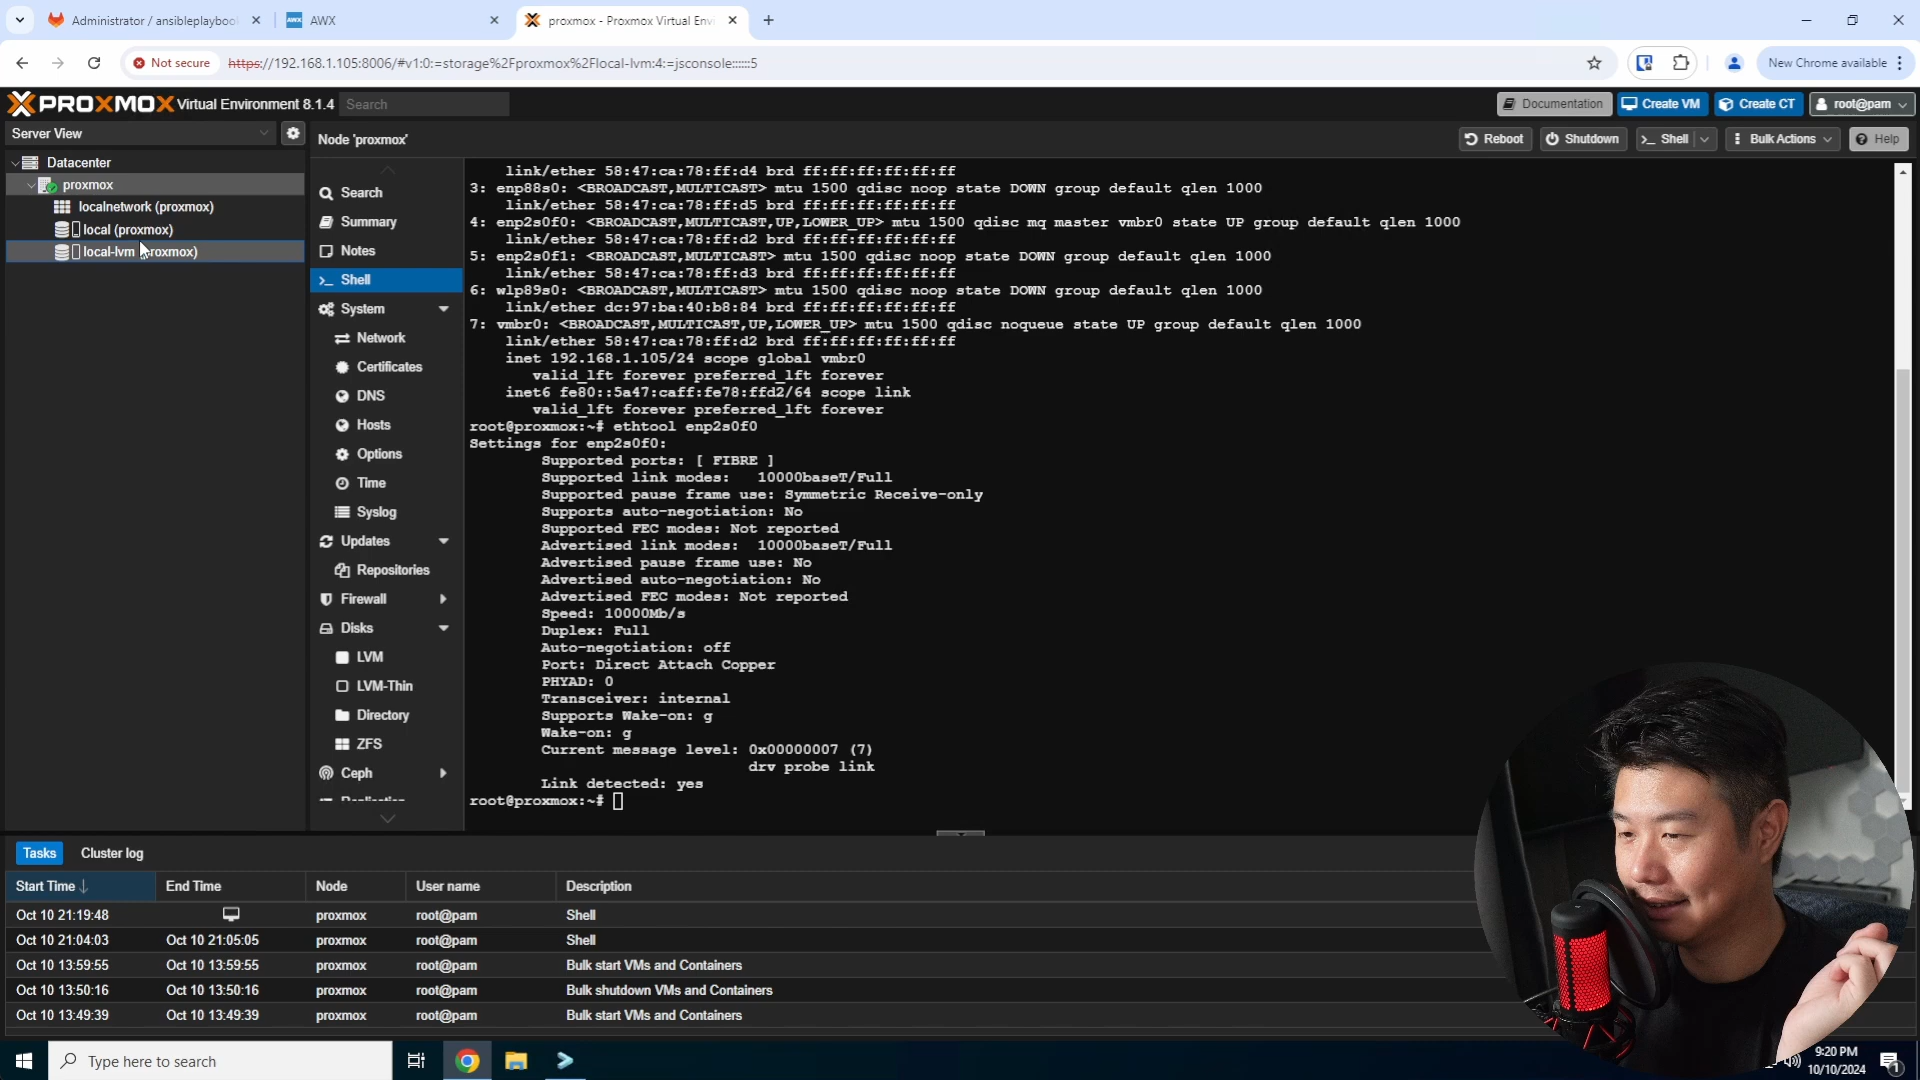 Administrator / ansibleplaybook
AWX
AWX
proxmox - Proxmox Virtual Envi
Not secure
https://192.168.1.105:8006/#v1:0:=storage%2Fproxmox%2Flocal-lvm:4:=jsconsole::::::5
New Chrome available
PROXMOX Virtual Environment 8.1.4
Search
Documentation
Create VM
Create CT
root@pam
Server View
Node 'proxmox'
Reboot
Shutdown
>_ Shell
Bulk Actions
Help
Datacenter
proxmox
localnetwork (proxmox)
local (proxmox)
local-lvm
roxmox)
Search
Summary
Notes
>_ Shell
System
Network
Certificates
DNS
Hosts
Options
Time
Syslog
Updates
Repositories
Firewall
Disks
LVM
LVM-Thin
Directory
ZFS
Ceph
link/ether 58:47:ca:78:ff:d4 brd ff:ff:ff:ff:ff:ff
3: enp88s0: <BROADCAST,MULTICAST> mtu 1500 qdisc noop state DOWN group default qlen 1000
link/ether 58:47:ca:78:ff:d5 brd ff:ff:ff:ff:ff:ff
4: enp2s0f0: <BROADCAST,MULTICAST,UP,LOWER_UP> mtu 1500 qdisc mq master vmbr0 state UP group default qlen 1000
link/ether 58:47:ca:78:ff:d2 brd ff:ff:ff:ff:ff:ff
5: enp2s0f1: <BROADCAST,MULTICAST> mtu 1500 qdisc noop state DOWN group default qlen 1000
link/ether 58:47:ca:78:ff:d3 brd ff:ff:ff:ff:ff:ff
6: wlp89s0: <BROADCAST,MULTICAST> mtu 1500 qdisc noop state DOWN group default qlen 1000
link/ether dc:97:ba:40:b8:84 brd ff:ff:ff:ff:ff:ff
7: vmbr0: <BROADCAST,MULTICAST,UP,LOWER_UP> mtu 1500 qdisc noqueue state UP group default qlen 1000
link/ether 58:47:ca:78:ff:d2 brd ff:ff:ff:ff:ff:ff
inet 192.168.1.105/24 scope global vmbr0
valid_lft forever preferred_lft forever
inet6 fe80::5a47:caff:fe78:ffd2/64 scope link
valid_lft forever preferred_lft forever
root@proxmox:~# ethtool enp2s0f0
Settings for enp2s0f0:
Supported ports: [ FIBRE ]
Supported link modes: 10000baseT/Full
Supported pause frame use: Symmetric Receive-only
Supports auto-negotiation: No
Supported FEC modes: Not reported
Advertised link modes: 10000baseT/Full
Advertised pause frame use: No
Advertised auto-negotiation: No
Advertised FEC modes: Not reported
Speed: 10000Mb/s
Duplex: Full
Auto-negotiation: off
Port: Direct Attach Copper
PHYAD: 0
Transceiver: internal
Supports Wake-on: g
Wake-on: g
Current message level: 0x00000007 (7)
drv probe link
Link detected: yes
root@proxmox:~#
Tasks
Cluster log
Start Time
End Time
Node
User name
Description
Oct 10 21:19:48
proxmox
root@pam
Shell
Oct 10 21:04:03
Oct 10 21:05:05
proxmox
root@pam
Shell
Oct 10 13:59:55
Oct 10 13:59:55
proxmox
root@pam
Bulk start VMs and Containers
Oct 10 13:50:16
Oct 10 13:50:16
proxmox
root@pam
Bulk shutdown VMs and Containers
Oct 10 13:49:39
Oct 10 13:49:39
proxmox
root@pam
Bulk start VMs and Containers
Type here to search
9:20 PM
10/10/2024
1